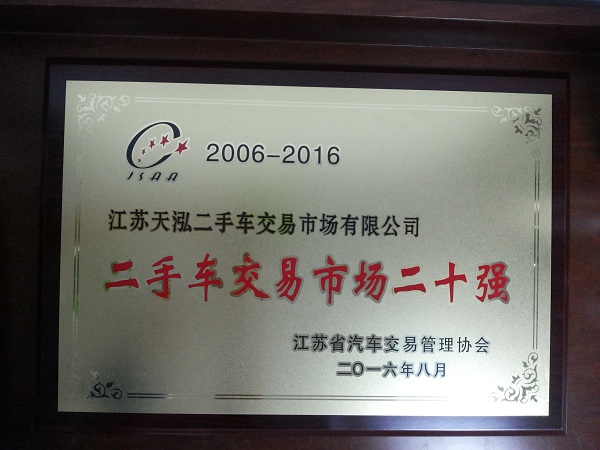 JSAA
2006-2016
江苏天泓二手车交易市场有限公司
二手车交易市场二十强
江苏省汽车交易管理协会
二〇一六年八月